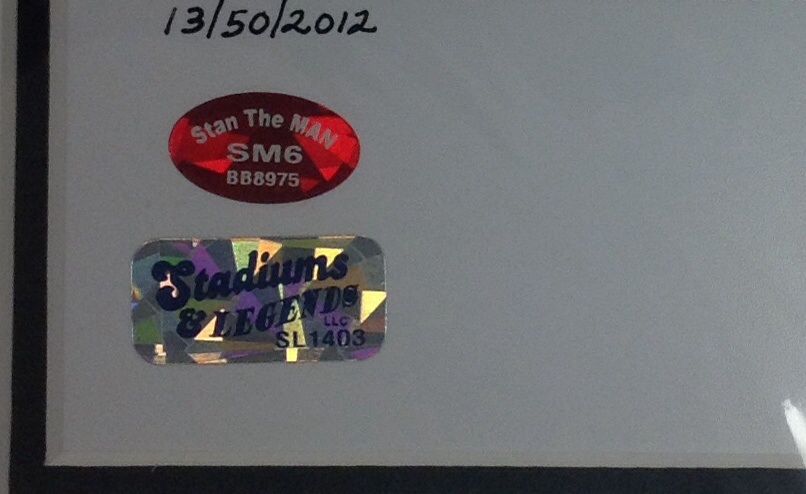 13/50/2012
Stan The MAN
SM6
BB8975
Stadiums
& LEGENDS
LLC
SL1403